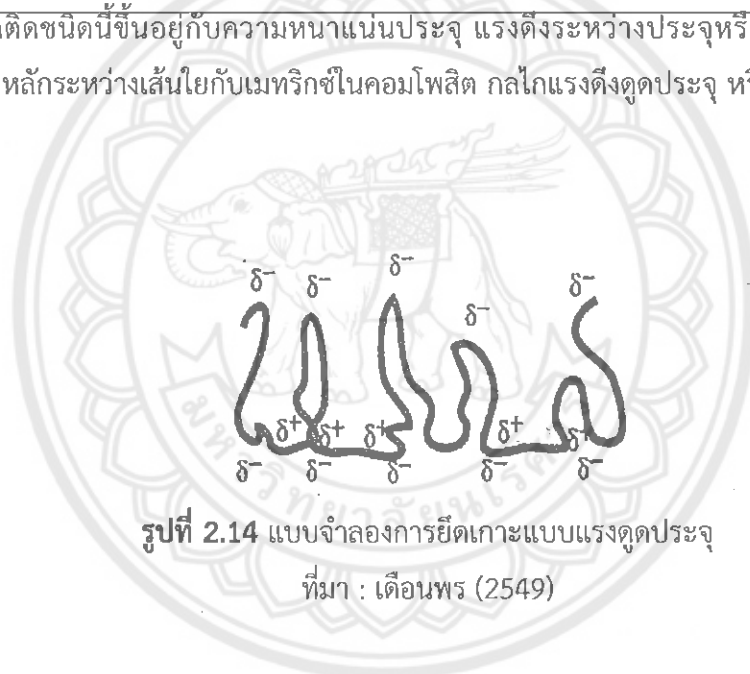 ติดชนิดนี้ขึ้นอยู่กับความหนาแน่นประจุ แรงดึงระหว่างประจุหรื
หลักระหว่างเส้นใยกับเมทริกซ์ในคอมโพสิต กลไกแรงดึงดูดประจุ
δ− δ− δ− δ− δ−
δ+ δ+ δ+ δ+ δ+
δ− δ− δ− δ− δ−
รูปที่ 2.14 แบบจำลองการยึดเกาะแบบแรงดูดประจุ
ที่มา : เดือนพร (2549)